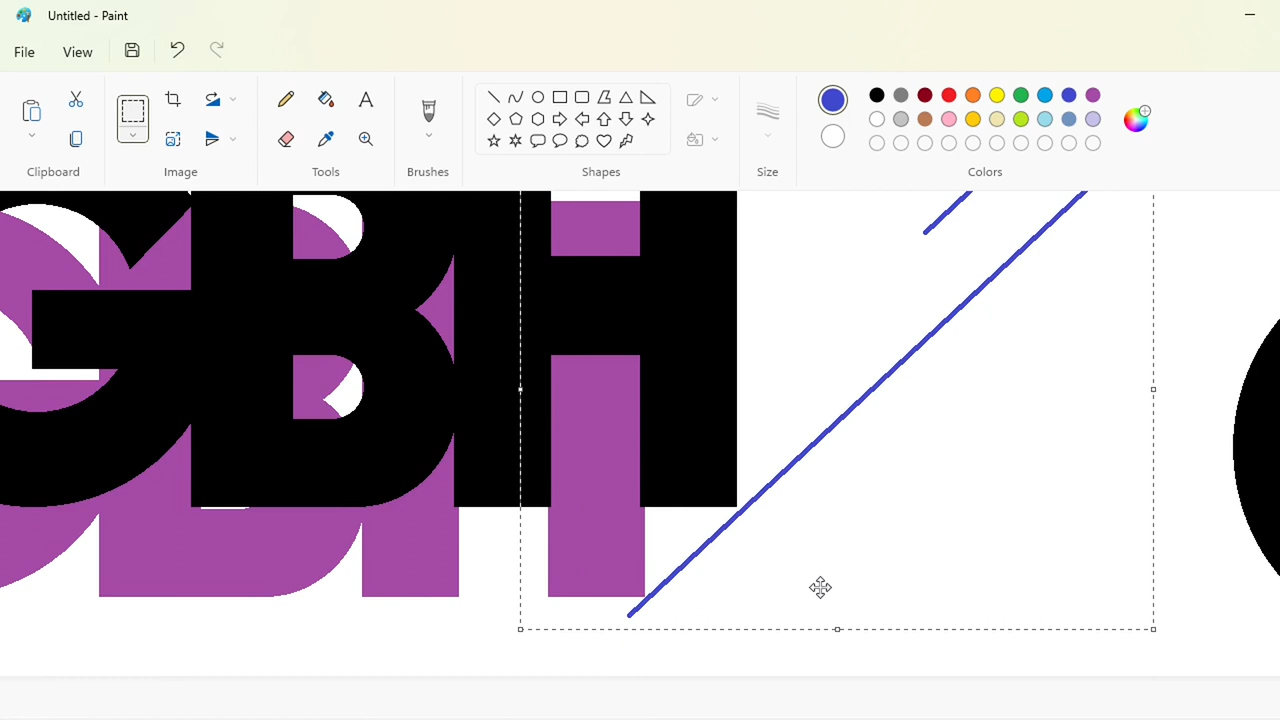 Untitled - Paint
File View
Clipboard Image Tools Brushes Shapes Size Colors
GBH